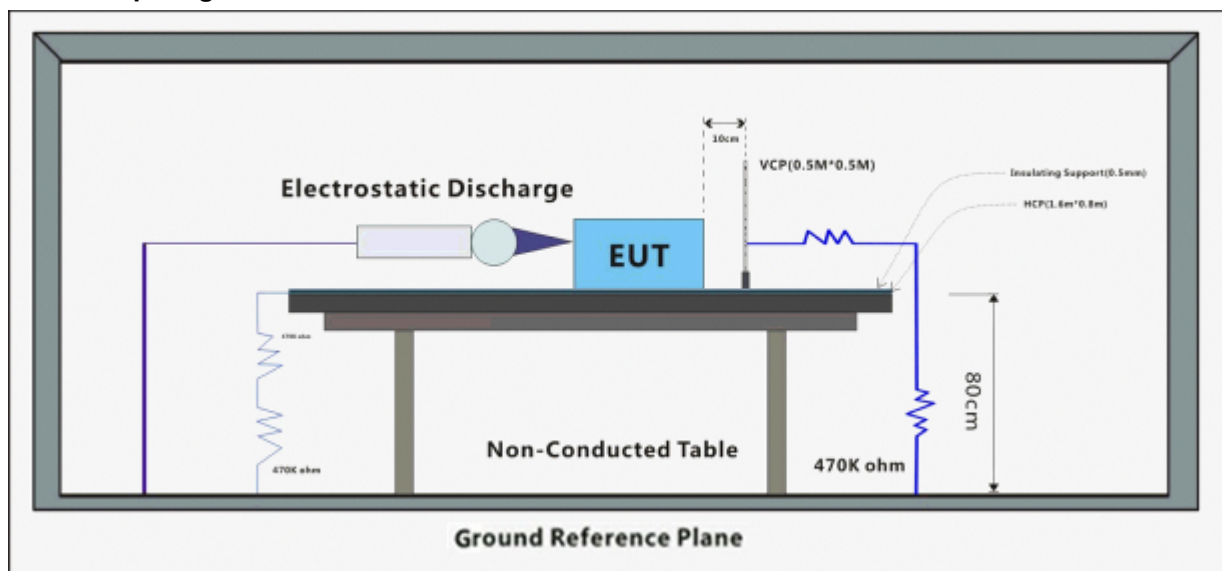 10cm
VCP(0.5M*0.5M)
Insulating Support(0.5mm)
Electrostatic Discharge
HCP(1.6m*0.8m)
EUT
470K ohm
80cm
Non-Conducted Table
470K ohm
470K ohm
Ground Reference Plane